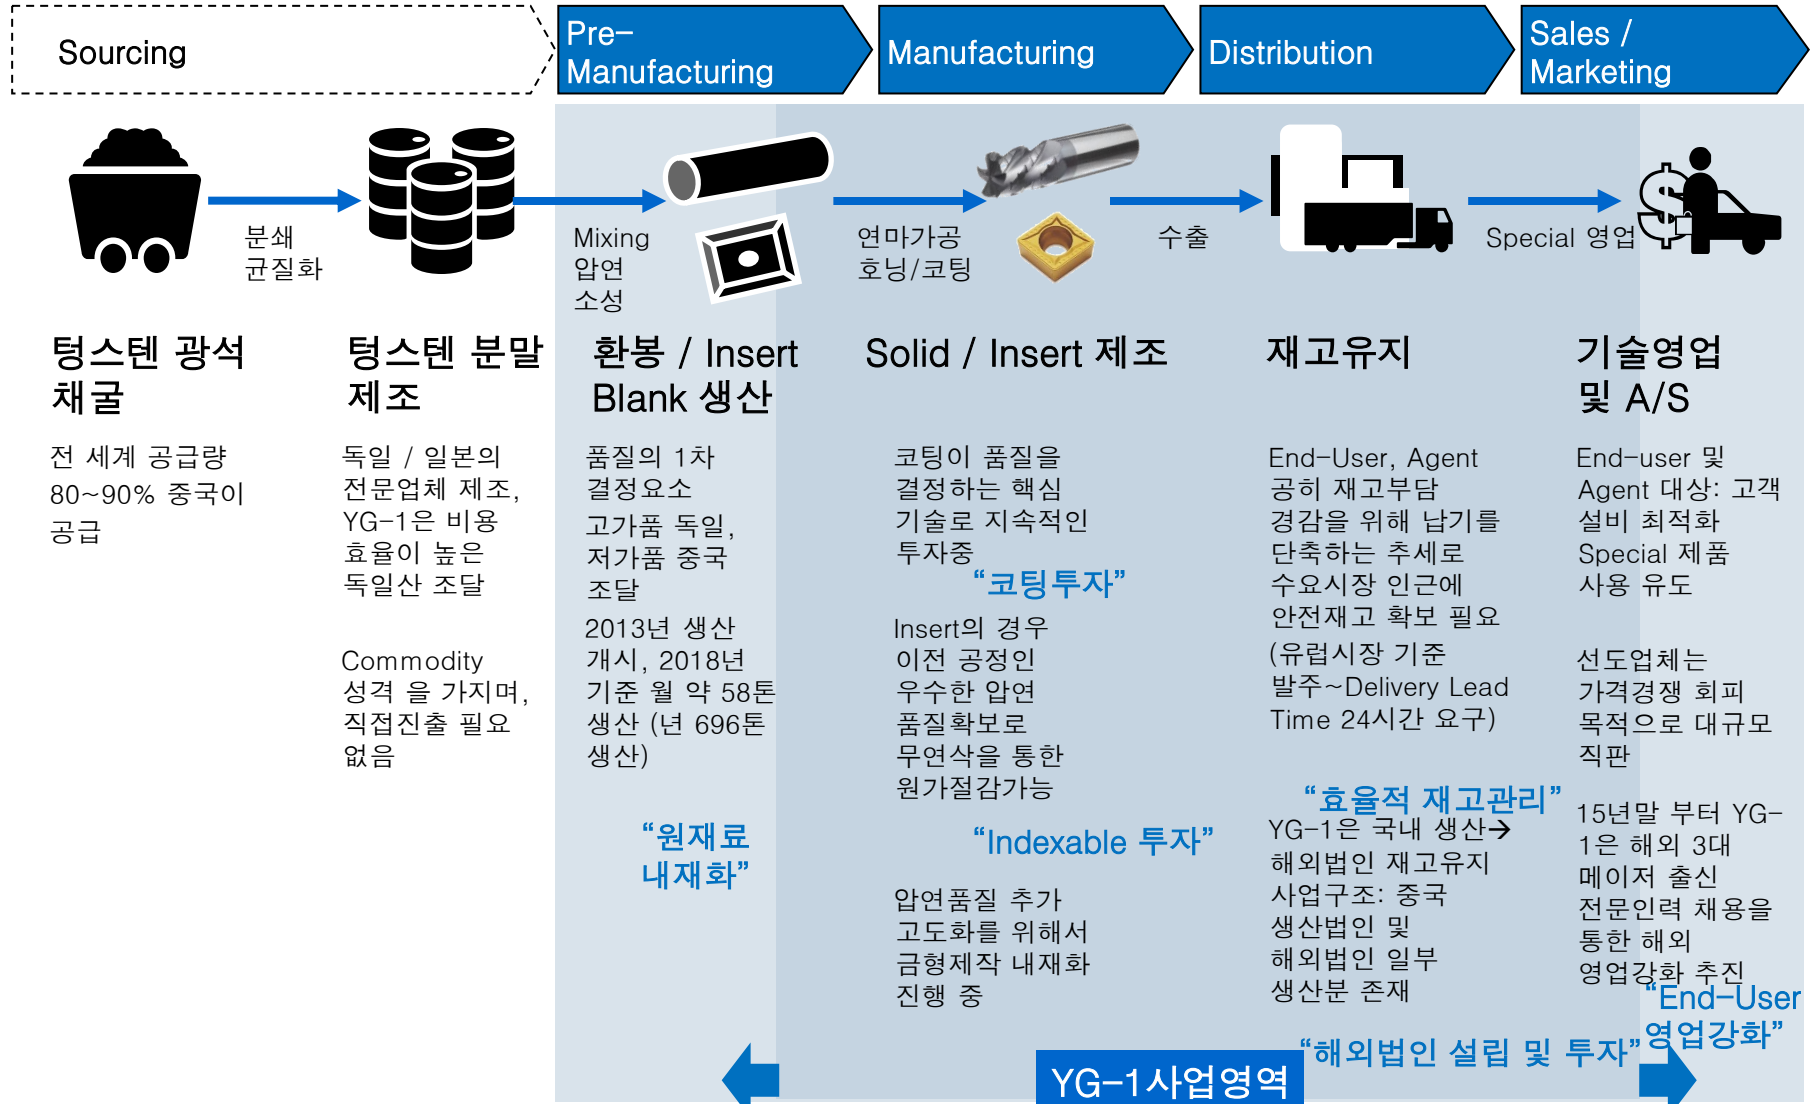 Sourcing
Pre-
Manufacturing
Manufacturing
Distribution
Sales /
Marketing
분쇄
균질화
Mixing
압연
소성
연마가공
호닝/코팅
수출
Special 영업
텅스텐 광석
채굴
전 세계 공급량
80~90% 중국이
공급
텅스텐 분말
제조
독일 / 일본의
전문업체 제조,
YG-1은 비용
효율이 높은
독일산 조달
Commodity
성격 을 가지며,
직접진출 필요
없음
환봉 / Insert
Blank 생산
품질의 1차
결정요소
고가품 독일,
저가품 중국
조달
2013년 생산
개시, 2018년
기준 월 약 58톤
생산 (년 696톤
생산)
“원재료
내재화”
Solid / Insert 제조
코팅이 품질을
결정하는 핵심
기술로 지속적인
투자중
“코팅투자”
Insert의 경우
이전 공정인
우수한 압연
품질확보로
무연삭을 통한
원가절감가능
“Indexable 투자”
압연품질 추가
고도화를 위해서
금형제작 내재화
진행 중
재고유지
End-User, Agent
공히 재고부담
경감을 위해 납기를
단축하는 추세로
수요시장 인근에
안전재고 확보 필요
(유럽시장 기준
발주~Delivery Lead
Time 24시간 요구)
“효율적 재고관리”
YG-1은 국내 생산→
해외법인 재고유지
사업구조: 중국
생산법인 및
해외법인 일부
생산분 존재
“해외법인 설립 및 투자”
기술영업
및 A/S
End-user 및
Agent 대상: 고객
설비 최적화
Special 제품
사용 유도
선도업체는
가격경쟁 회피
목적으로 대규모
직판
15년말 부터 YG-
1은 해외 3대
메이저 출신
전문인력 채용을
통한 해외
영업강화 추진
“End-User
영업강화”
YG-1사업영역